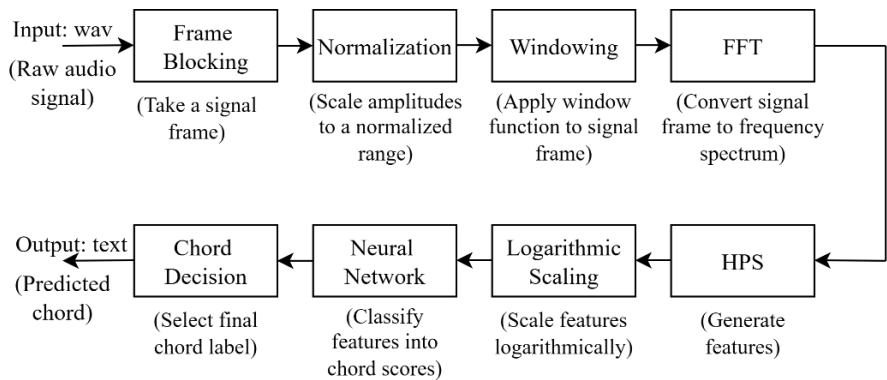 Input: wav
(Raw audio
signal)
Frame
Blocking
(Take a signal
frame)
Normalization
(Scale amplitudes
to a normalized
range)
Windowing
(Apply window
function to signal
frame)
FFT
(Convert signal
frame to frequency
spectrum)
HPS
(Generate
features)
Logarithmic
Scaling
(Scale features
logarithmically)
Neural
Network
(Classify
features into
chord scores)
Chord
Decision
(Select final
chord label)
Output: text
(Predicted
chord)